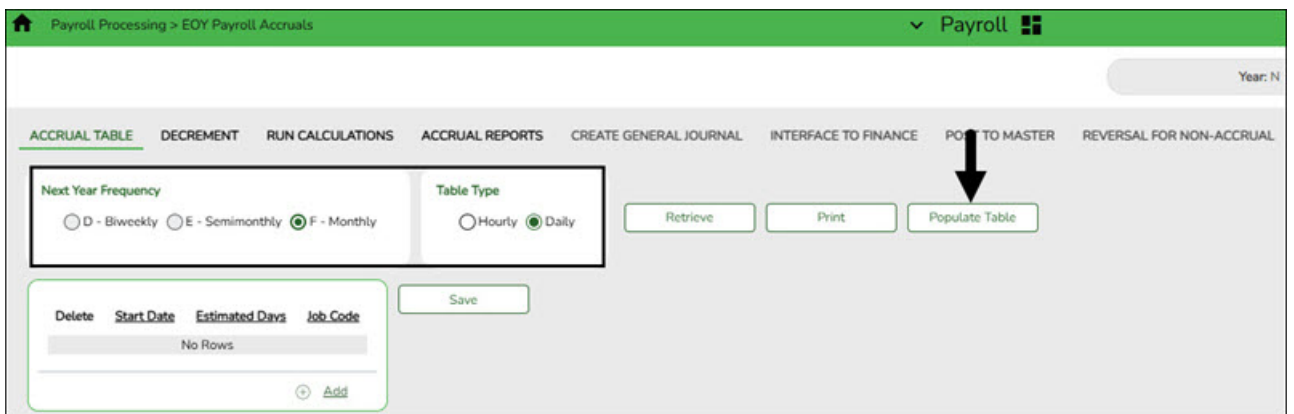 Payroll Processing > EOY Payroll Accruals Payroll
Year: N
ACCRUAL TABLE DECREMENT RUN CALCULATIONS ACCRUAL REPORTS CREATE GENERAL JOURNAL INTERFACE TO FINANCE POST TO MASTER REVERSAL FOR NON-ACCRUAL
Next Year Frequency Table Type
D - Biweekly E - Semimonthly F - Monthly Hourly Daily Retrieve Print Populate Table
Save
Delete Start Date Estimated Days Job Code
No Rows
Add